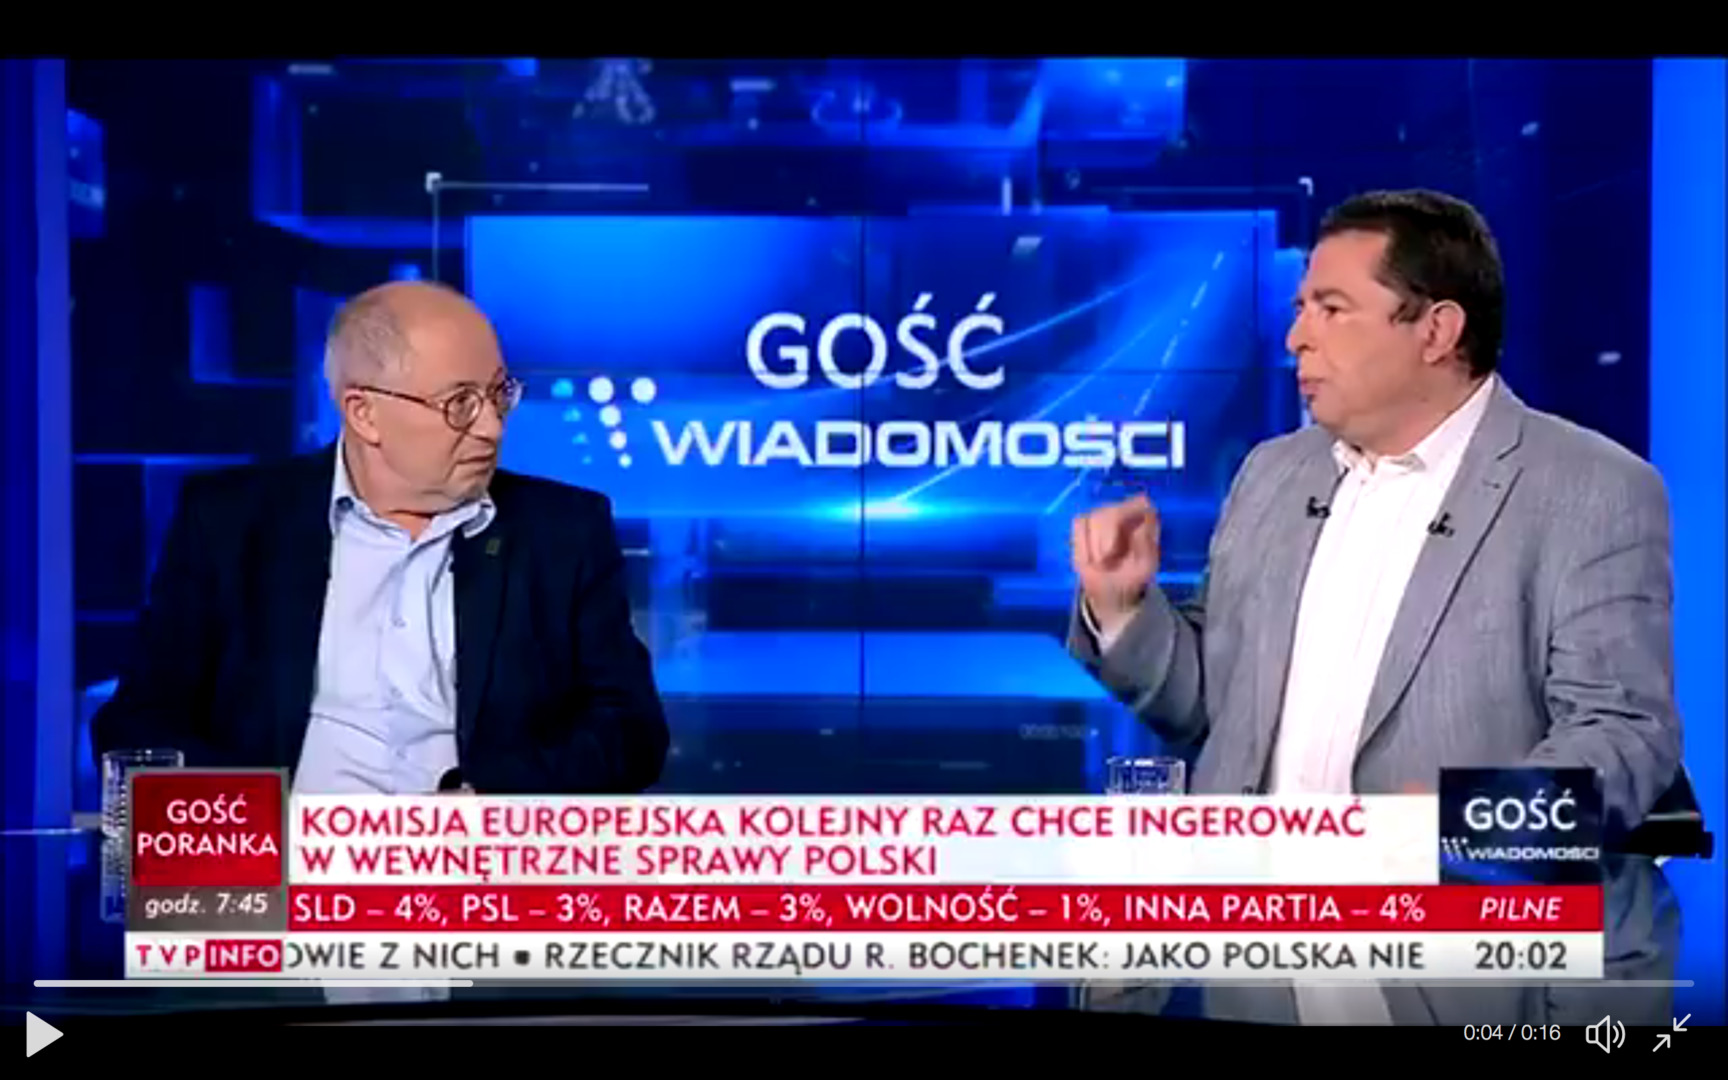 GOŚĆ
WIADOMOŚCI
GOŚĆ
PORANKA
KOMISJA EUROPEJSKA KOLEJNY RAZ CHCE INGEROWAĆ
W WEWNĘTRZNE SPRAWY POLSKI
GOŚĆ
WIADOMOŚCI
godz. 7:45
SLD – 4%, PSL – 3%, RAZEM – 3%, WOLNOŚĆ – 1%, INNA PARTIA – 4%
PILNE
TVP INFO
OWIE Z NICH ■ RZECZNIK RZĄDU R. BOCHENEK: JAKO POLSKA NIE
20:02
0:04 / 0:16